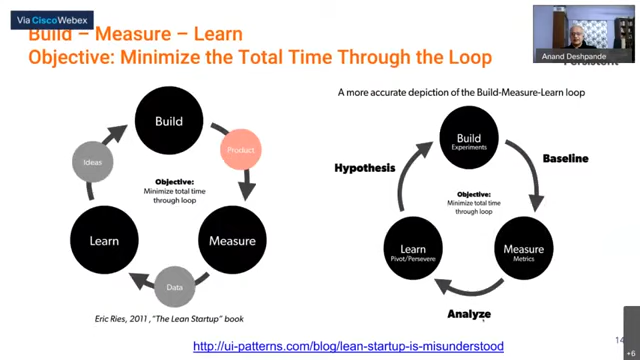 Via CiscoWebex
Build – Measure – Learn
Objective: Minimize the Total Time Through the Loop
Anand Deshpande
Persistent
Build
Ideas
Product
Objective:
Minimize total time
through loop
Learn
Measure
Data
Eric Ries, 2011 ,"The Lean Startup" book
A more accurate depiction of the Build-Measure-Learn loop
Build
Experiments
Hypothesis
Baseline
Objective:
Minimize total time
through loop
Learn
Pivot/Persevere
Measure
Metrics
Analyze
http://ui-patterns.com/blog/lean-startup-is-misunderstood
14
+6